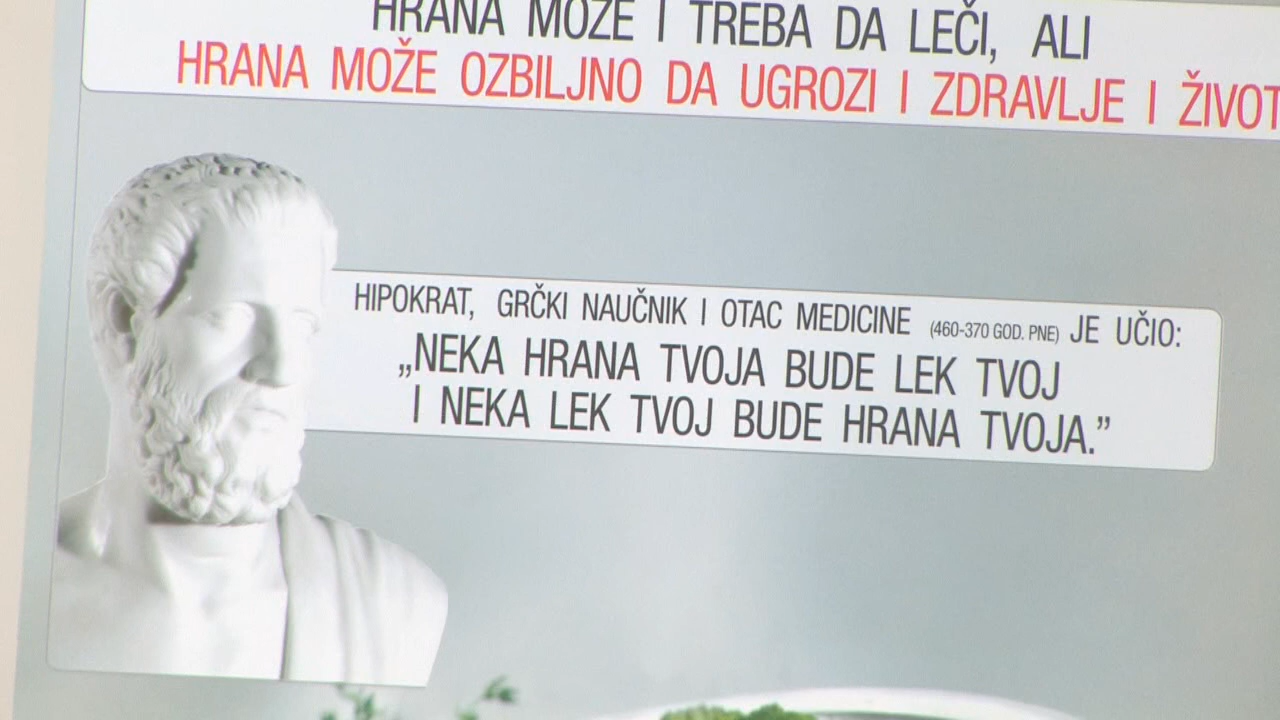 HRANA MOŽE I TREBA DA LEČI, ALI
HRANA MOŽE OZBILJNO DA UGROZI I ZDRAVLJE I ŽIVOT
HIPOKRAT, GRČKI NAUČNIK I OTAC MEDICINE (460-370 GOD. PNE) JE UČIO:
„NEKA HRANA TVOJA BUDE LEK TVOJ
I NEKA LEK TVOJ BUDE HRANA TVOJA.”